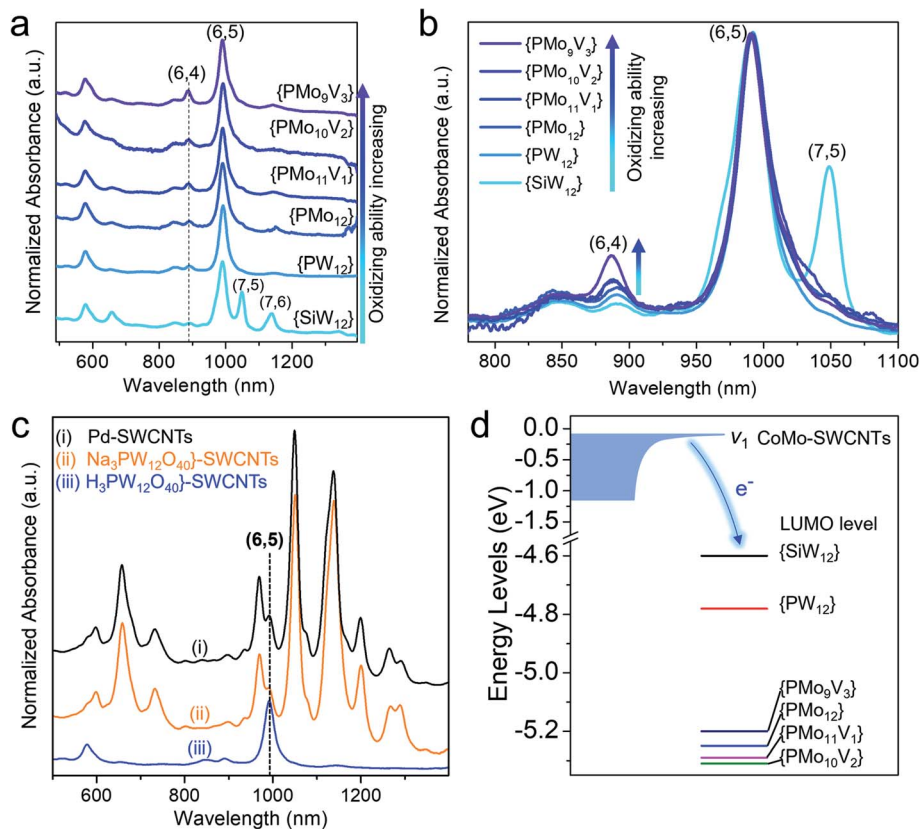 a
Normalized Absorbance (a.u.)
(6,5)
(6,4)
{PMo₉V₃}
{PMo₁₀V₂}
{PMo₁₁V₁}
{PMo₁₂}
{PW₁₂}
(7,5)
(7,6)
{SiW₁₂}
Oxidizing ability increasing
600 800 1000 1200
Wavelength (nm)
b
Normalized Absorbance (a.u.)
{PMo₉V₃}
{PMo₁₀V₂}
{PMo₁₁V₁}
{PMo₁₂}
{PW₁₂}
{SiW₁₂}
Oxidizing ability
increasing
(6,5)
(7,5)
(6,4)
800 850 900 950 1000 1050 1100
Wavelength (nm)
c
Normalized Absorbance (a.u.)
(i) Pd-SWCNTs
(ii) Na₃PW₁₂O₄₀}-SWCNTs
(iii) H₃PW₁₂O₄₀}-SWCNTs
(6,5)
(i)
(ii)
(iii)
600 800 1000 1200
Wavelength (nm)
d
Energy Levels (eV)
0.0
-0.5
-1.0
-1.5
-4.6
-4.8
-5.0
-5.2
v₁ CoMo-SWCNTs
e⁻
LUMO level
{SiW₁₂}
{PW₁₂}
{PMo₉V₃}
{PMo₁₂}
{PMo₁₁V₁}
{PMo₁₀V₂}